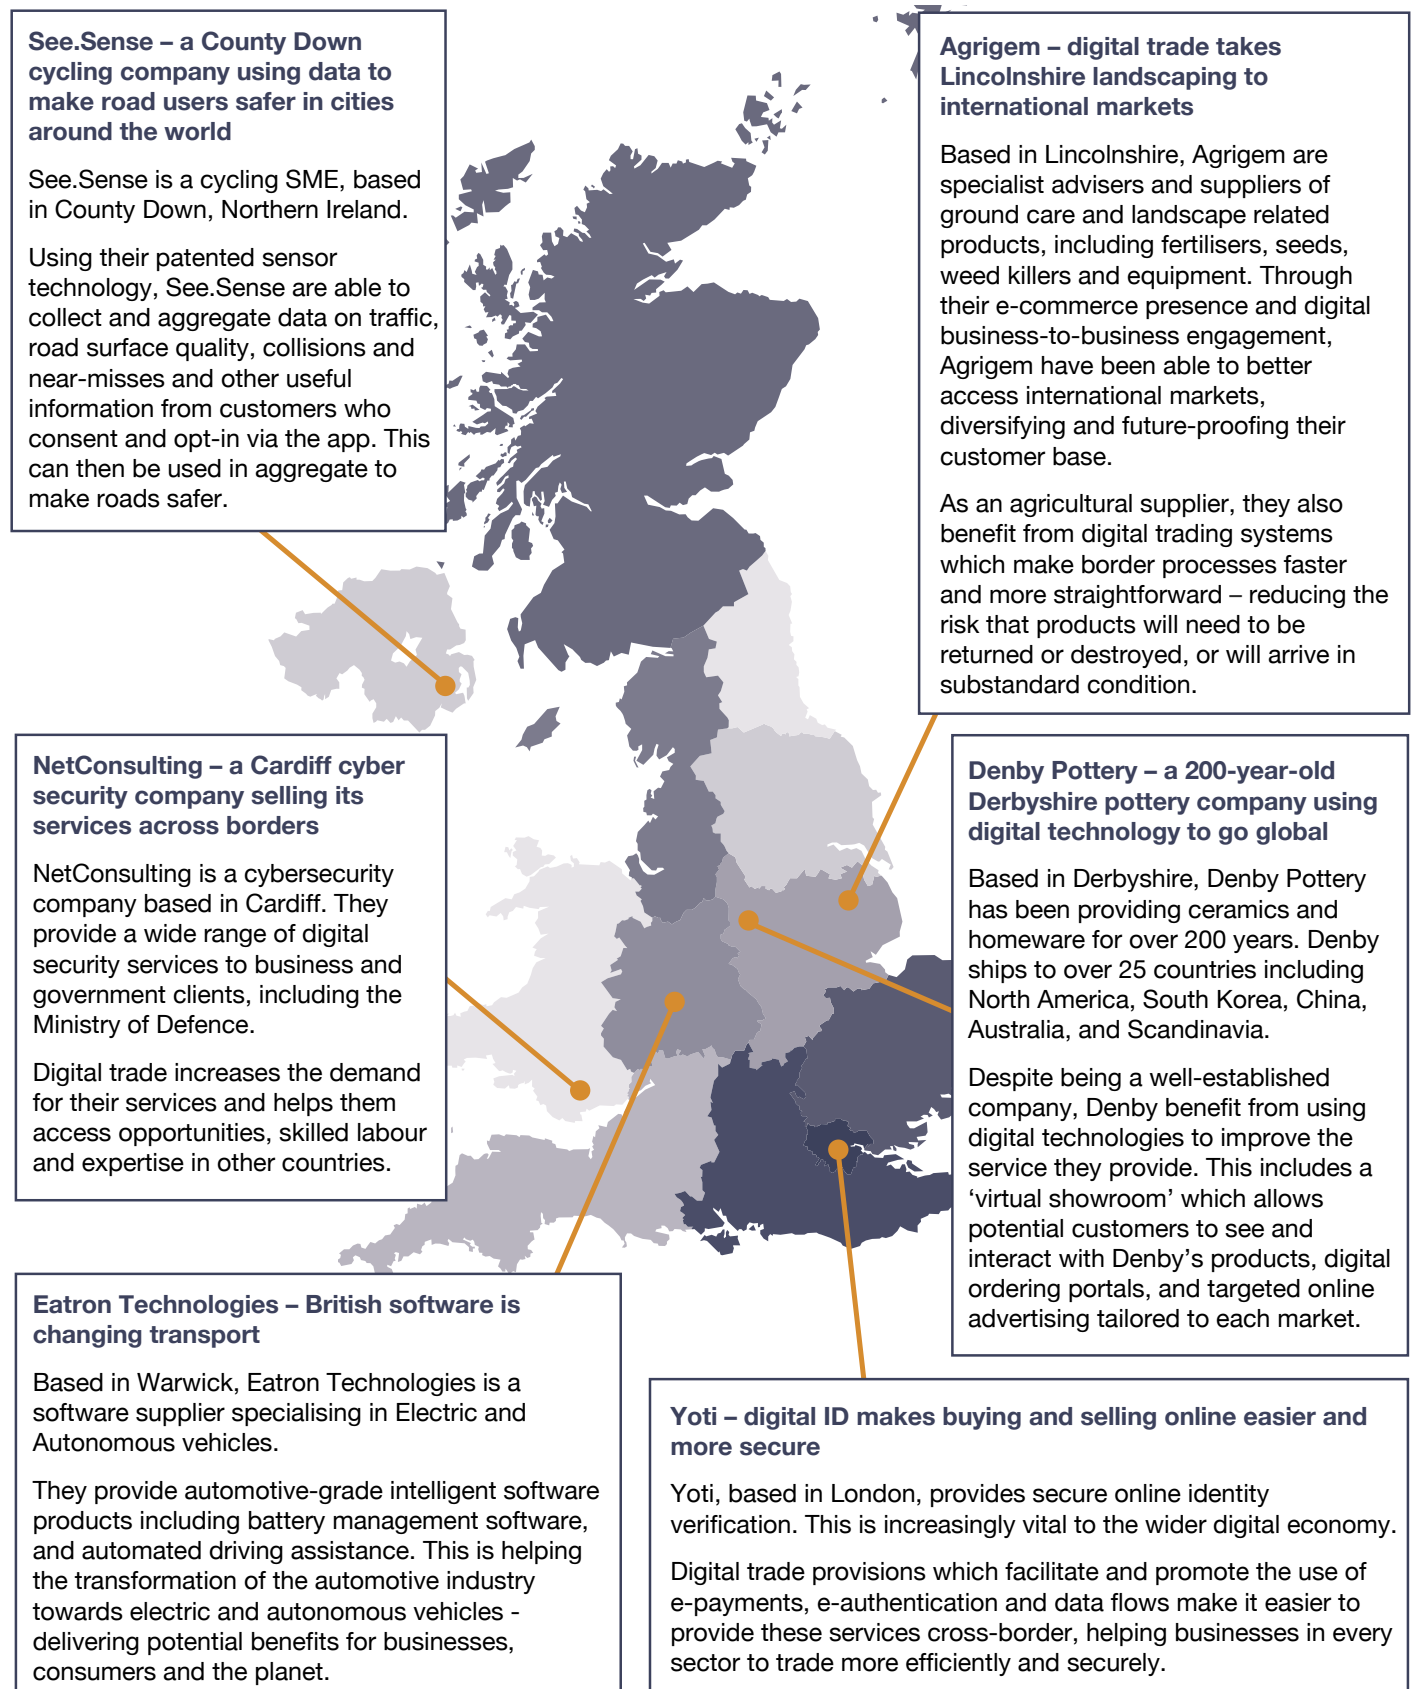 See.Sense – a County Down
cycling company using data to
make road users safer in cities
around the world
See.Sense is a cycling SME, based
in County Down, Northern Ireland.
Using their patented sensor
technology, See.Sense are able to
collect and aggregate data on traffic,
road surface quality, collisions and
near-misses and other useful
information from customers who
consent and opt-in via the app. This
can then be used in aggregate to
make roads safer.
Agrigem – digital trade takes
Lincolnshire landscaping to
international markets
Based in Lincolnshire, Agrigem are
specialist advisers and suppliers of
ground care and landscape related
products, including fertilisers, seeds,
weed killers and equipment. Through
their e-commerce presence and digital
business-to-business engagement,
Agrigem have been able to better
access international markets,
diversifying and future-proofing their
customer base.
As an agricultural supplier, they also
benefit from digital trading systems
which make border processes faster
and more straightforward – reducing the
risk that products will need to be
returned or destroyed, or will arrive in
substandard condition.
NetConsulting – a Cardiff cyber
security company selling its
services across borders
NetConsulting is a cybersecurity
company based in Cardiff. They
provide a wide range of digital
security services to business and
government clients, including the
Ministry of Defence.
Digital trade increases the demand
for their services and helps them
access opportunities, skilled labour
and expertise in other countries.
Denby Pottery – a 200-year-old
Derbyshire pottery company using
digital technology to go global
Based in Derbyshire, Denby Pottery
has been providing ceramics and
homeware for over 200 years. Denby
ships to over 25 countries including
North America, South Korea, China,
Australia, and Scandinavia.
Despite being a well-established
company, Denby benefit from using
digital technologies to improve the
service they provide. This includes a
‘virtual showroom’ which allows
potential customers to see and
interact with Denby’s products, digital
ordering portals, and targeted online
advertising tailored to each market.
Eatron Technologies – British software is
changing transport
Based in Warwick, Eatron Technologies is a
software supplier specialising in Electric and
Autonomous vehicles.
They provide automotive-grade intelligent software
products including battery management software,
and automated driving assistance. This is helping
the transformation of the automotive industry
towards electric and autonomous vehicles -
delivering potential benefits for businesses,
consumers and the planet.
Yoti – digital ID makes buying and selling online easier and
more secure
Yoti, based in London, provides secure online identity
verification. This is increasingly vital to the wider digital economy.
Digital trade provisions which facilitate and promote the use of
e-payments, e-authentication and data flows make it easier to
provide these services cross-border, helping businesses in every
sector to trade more efficiently and securely.